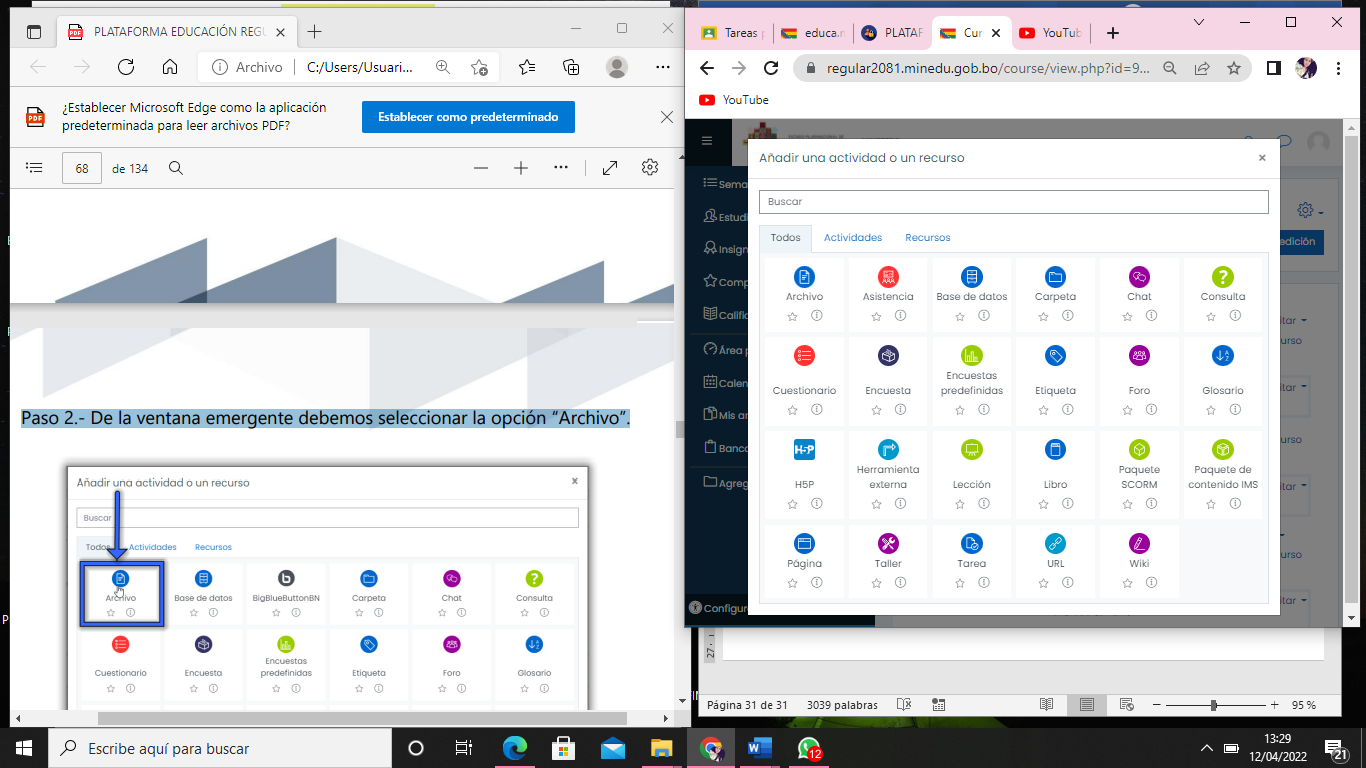 PLATAFORMA EDUCACIÓN REGU
Archivo
C:/Users/Usuari...
¿Establecer Microsoft Edge como la aplicación
predeterminada para leer archivos PDF?
Establecer como predeterminado
68
de 134
Paso 2.- De la ventana emergente debemos seleccionar la opción “Archivo”.
Añadir una actividad o un recurso
Buscar
Todos
Actividades
Recursos
Archivo
Base de datos
BigBlueButtonBN
Carpeta
Chat
Consulta
Cuestionario
Encuesta
Encuestas
predefinidas
Etiqueta
Foro
Glosario
Tareas p
educa.m
PLATAF
Cur
YouTub
regular2081.minedu.gob.bo/course/view.php?id=9...
YouTube
Sema
Estudi
Insign
Comp
Califi
Área p
Calen
Mis ar
Banco
Agreg
Configur
edición
Añadir una actividad o un recurso
Buscar
Todos
Actividades
Recursos
Archivo
Asistencia
Base de datos
Carpeta
Chat
Consulta
Cuestionario
Encuesta
Encuestas
predefinidas
Etiqueta
Foro
Glosario
H5P
Herramienta
externa
Lección
Libro
Paquete
SCORM
Paquete de
contenido IMS
Página
Taller
Tarea
URL
Wiki
Página 31 de 31
3039 palabras
95 %
Escribe aquí para buscar
12
13:29
12/04/2022
21